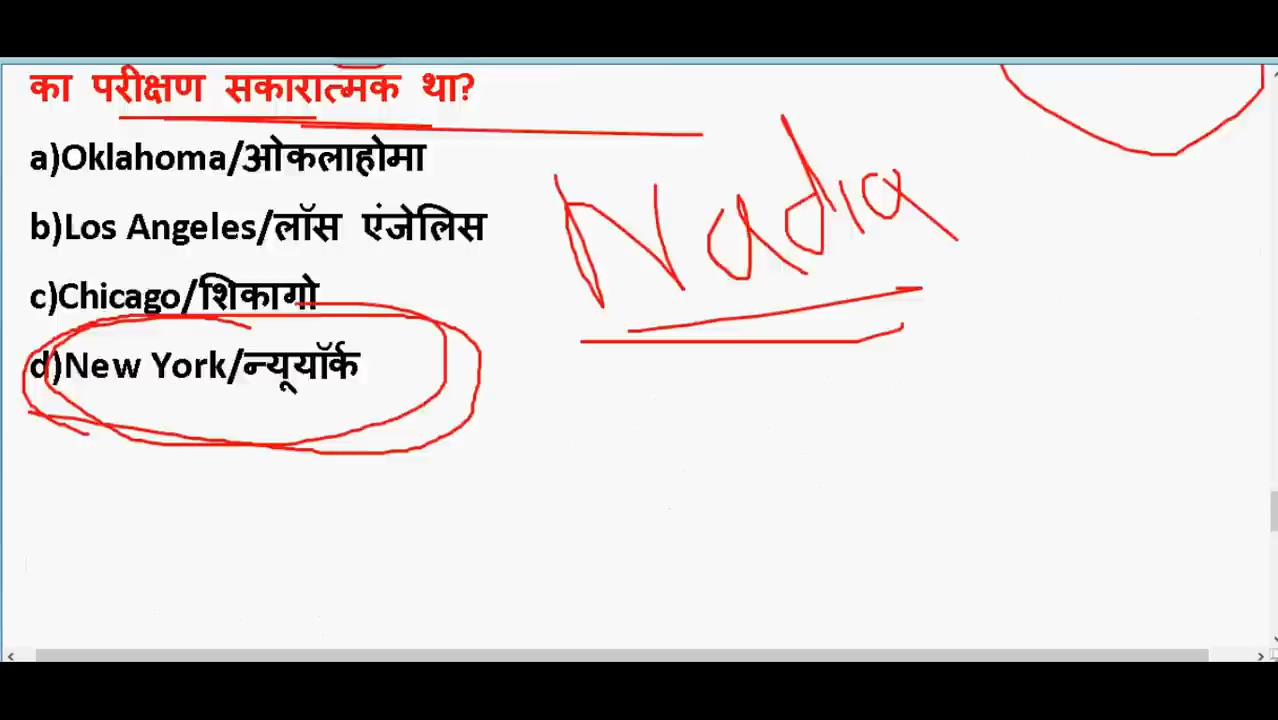 का परीक्षण सकारात्मक था?
a)Oklahoma/ओकलाहोमा
b)Los Angeles/लॉस एंजेलिस
c)Chicago/शिकागो
d)New York/न्यूयॉर्क
Nadia